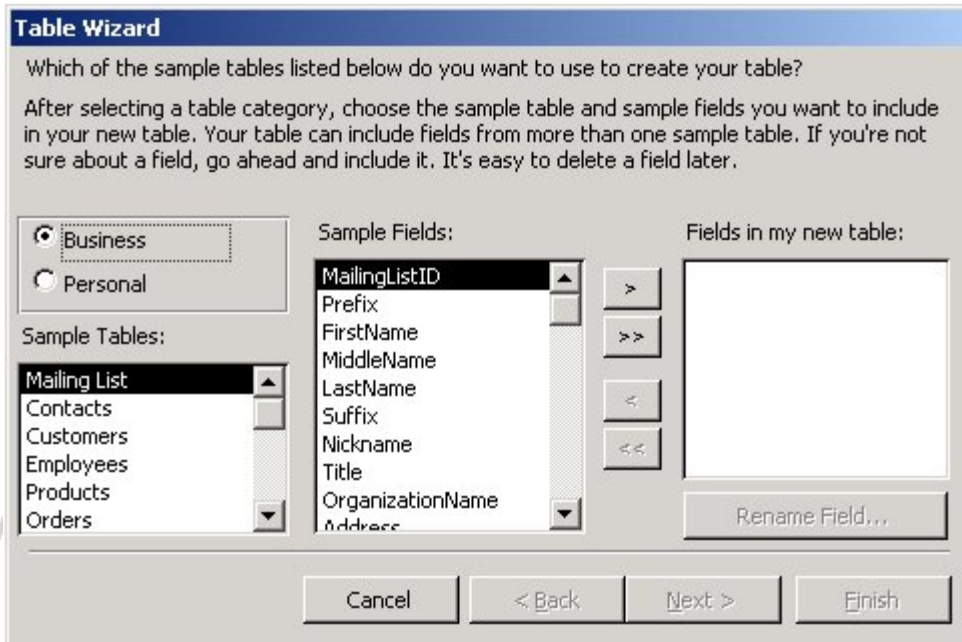 Table Wizard
Which of the sample tables listed below do you want to use to create your table?
After selecting a table category, choose the sample table and sample fields you want to include
in your new table. Your table can include fields from more than one sample table. If you're not
sure about a field, go ahead and include it. It's easy to delete a field later.
Business
Personal
Sample Tables:
Mailing List
Contacts
Customers
Employees
Products
Orders
Sample Fields:
MailingListID
Prefix
FirstName
MiddleName
LastName
Suffix
Nickname
Title
OrganizationName
Address
>
>>
<
<<
Fields in my new table:
Rename Field...
Cancel
< Back
Next >
Finish